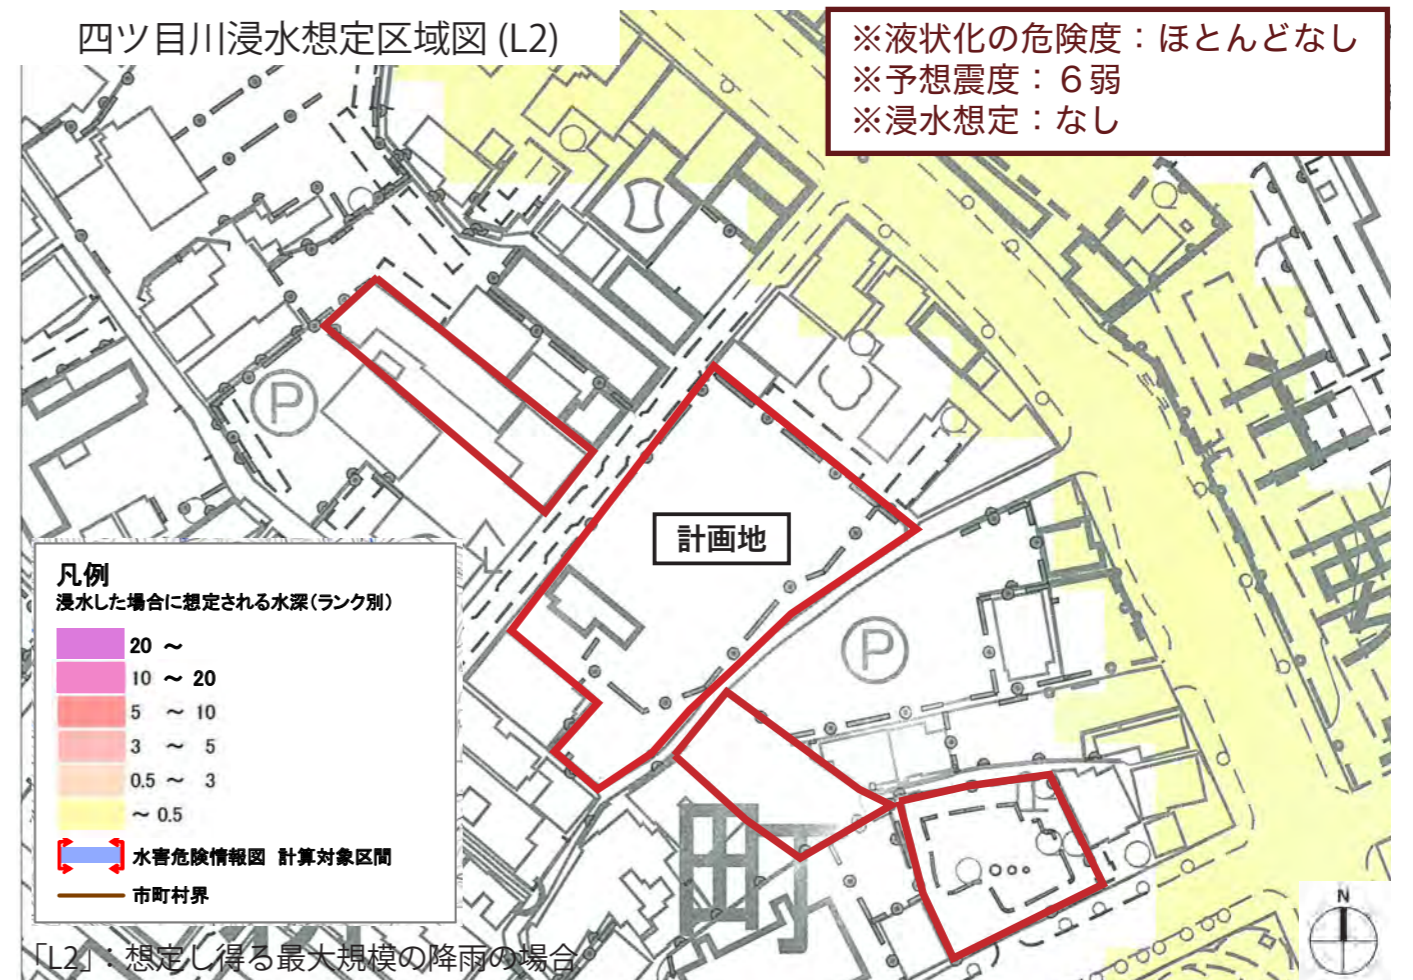 四ツ目川浸水想定区域図 (L2)
※液状化の危険度：ほとんどなし
※予想震度：６弱
※浸水想定：なし
P
計画地
P
凡例
浸水した場合に想定される水深(ランク別)
20 ～
10 ～ 20
5 ～ 10
3 ～ 5
0.5 ～ 3
～ 0.5
水害危険情報図 計算対象区間
市町村界
町
N
「L2」：想定し得る最大規模の降雨の場合